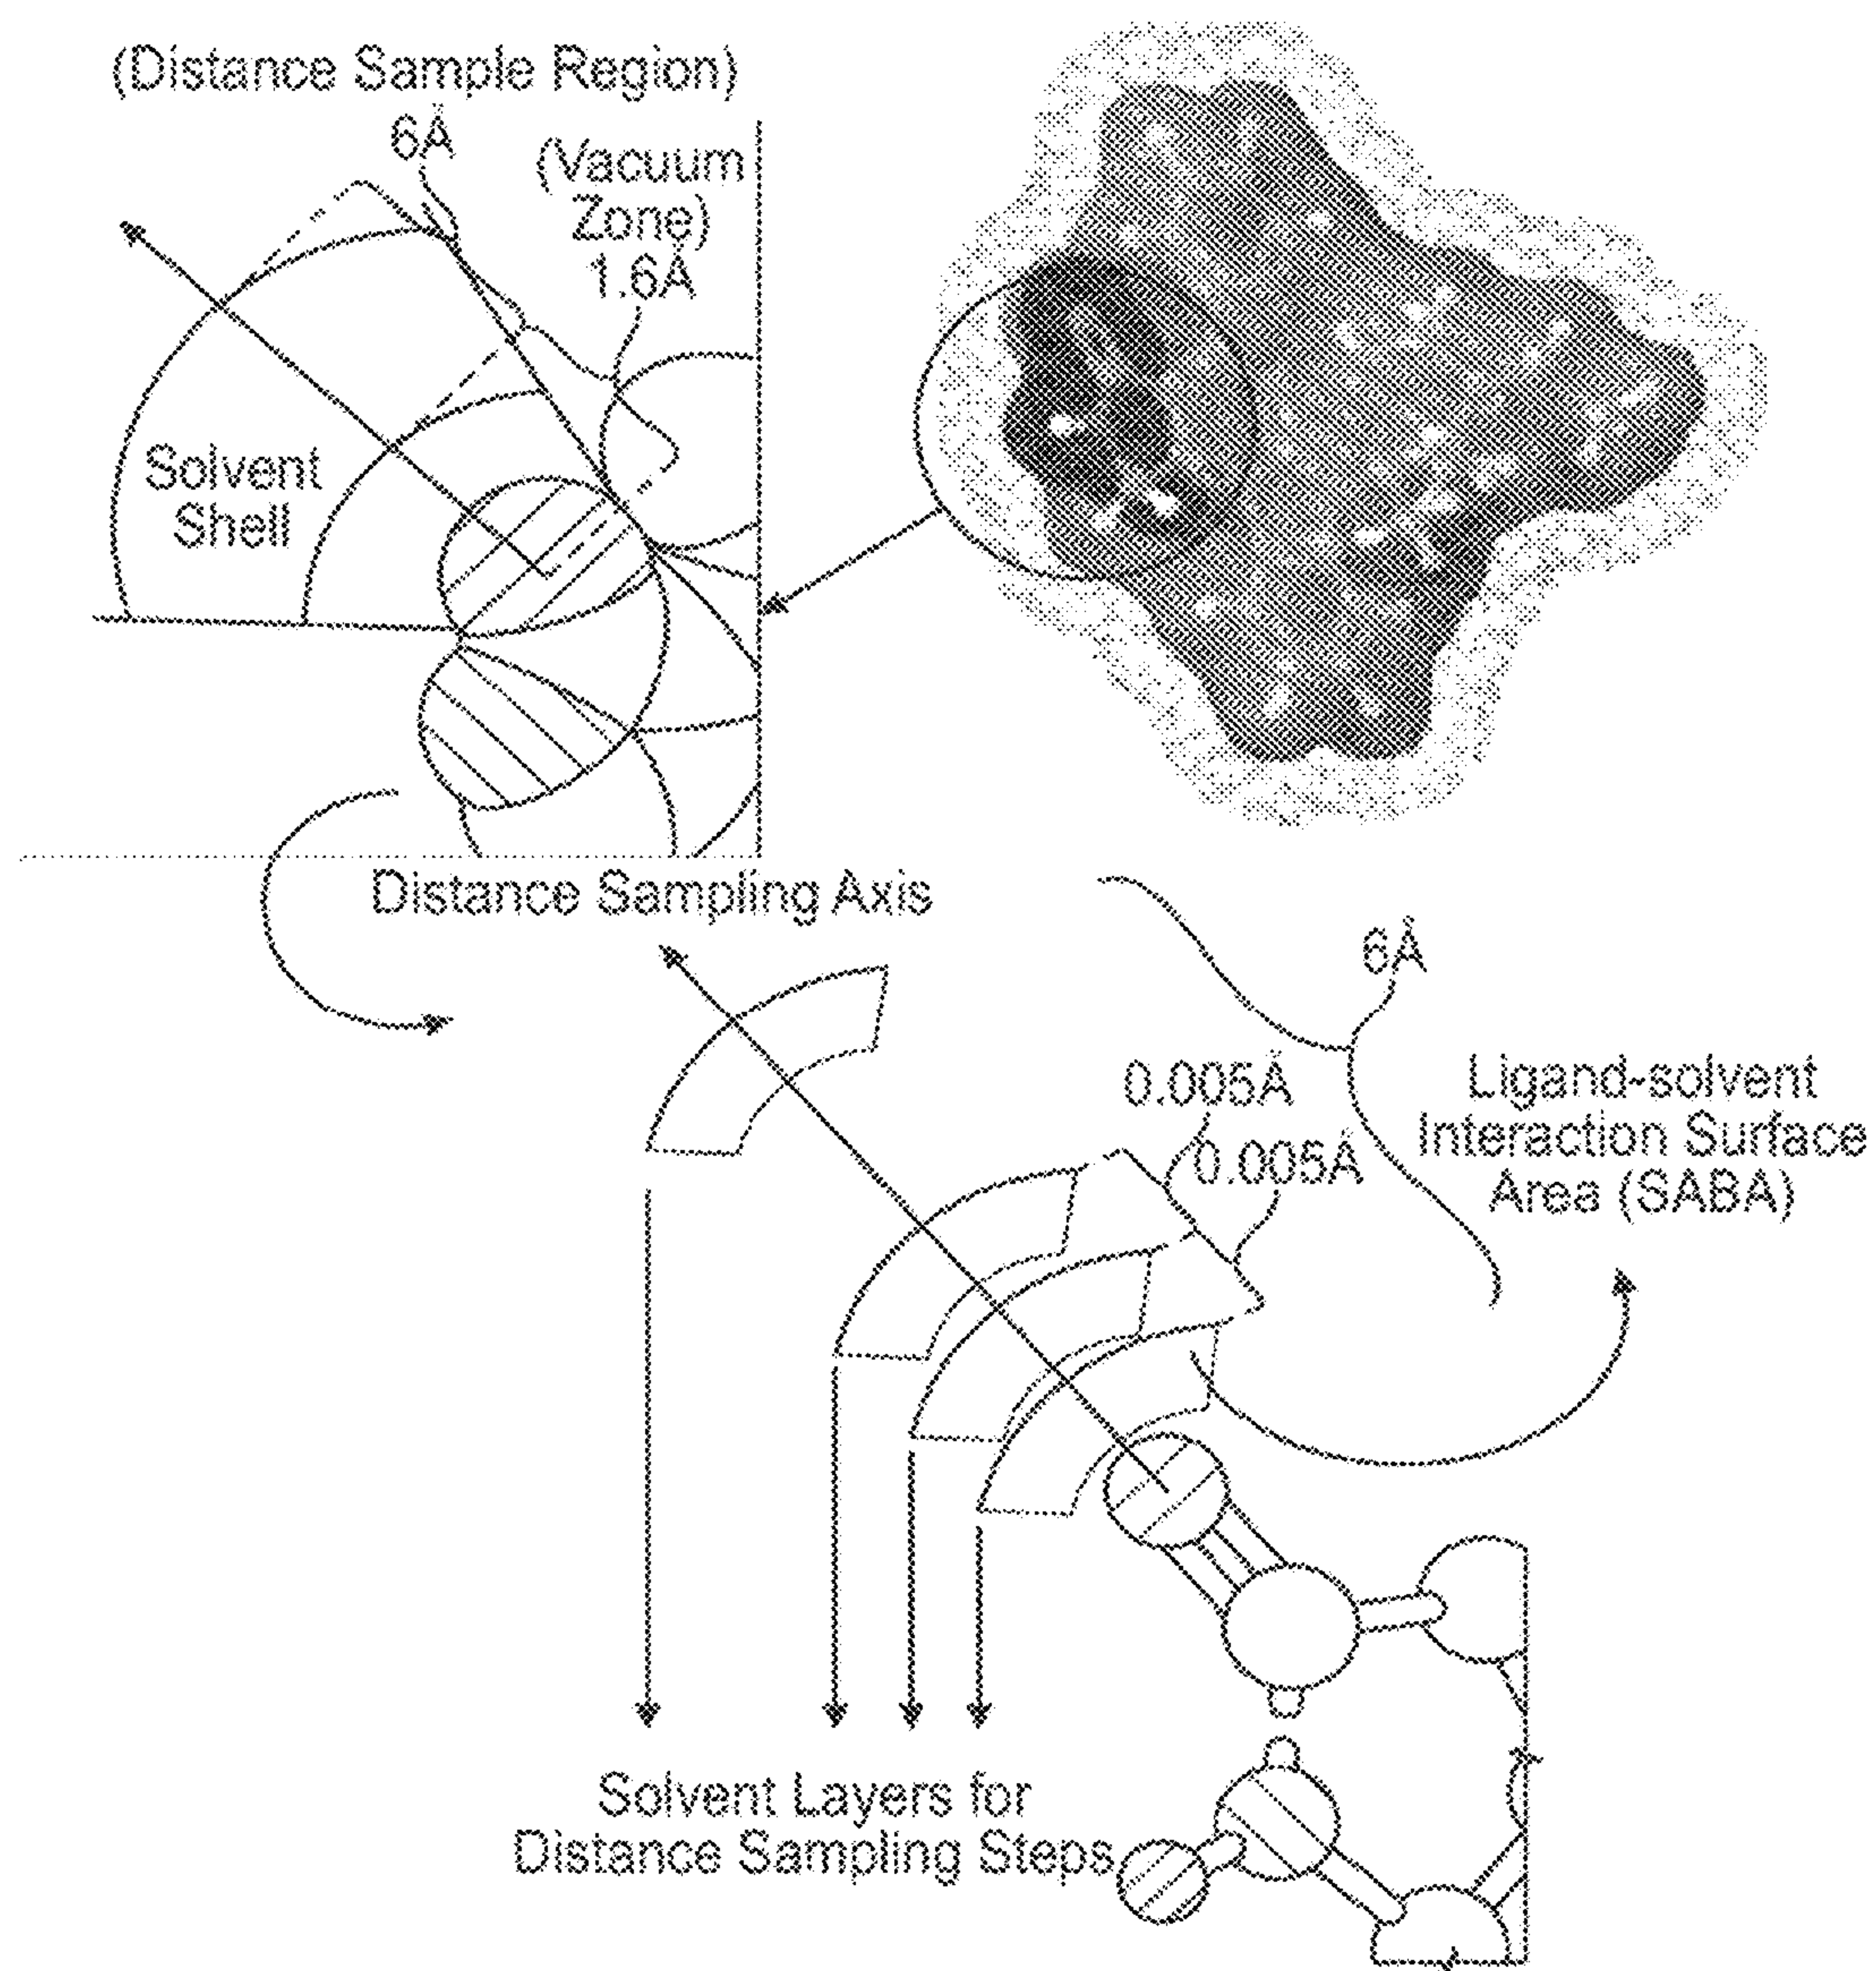 (Distance Sample Region)
6Å
(Vacuum
Zone)
1.6Å
Solvent
Shell
Distance Sampling Axis
6Å
0.005Å
0.005Å
Ligand-solvent
Interaction Surface
Area (SABA)
Solvent Layers for
Distance Sampling Steps